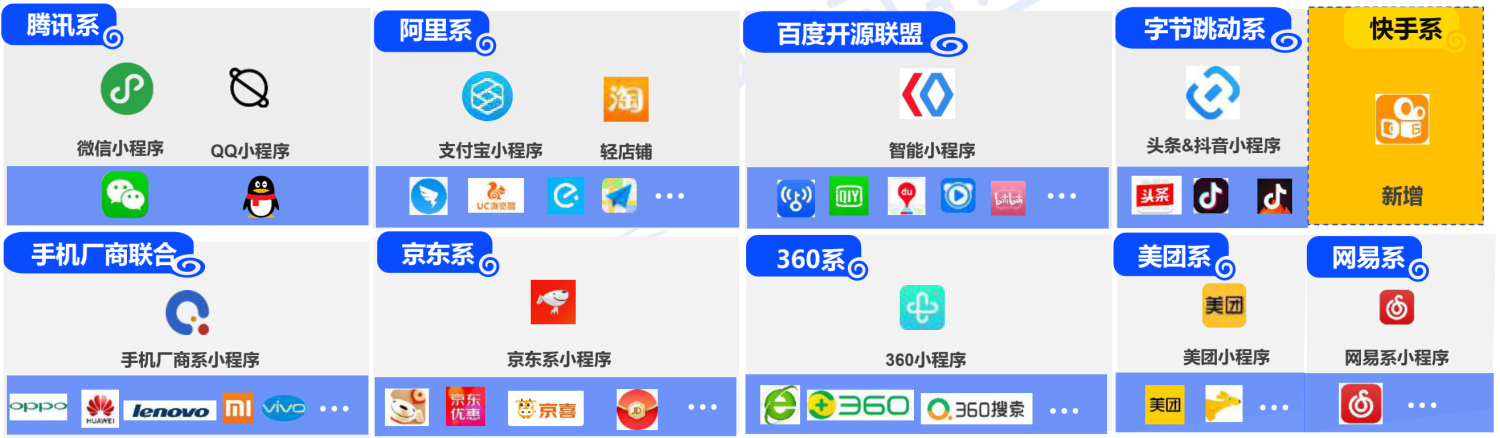 腾讯系
微信小程序
QQ小程序
阿里系
淘
支付宝小程序
轻店铺
UC浏览器
百度开源联盟
智能小程序
iQIY
du
bilibili
字节跳动系
头条&抖音小程序
头条
快手系
新增
手机厂商联合
手机厂商系小程序
oppo
HUAWEI
lenovo
mi
vivo
京东系
京东系小程序
京东
优惠
京喜
JD
360系
360小程序
360
360搜索
美团系
美团
美团小程序
美团
网易系
网易系小程序